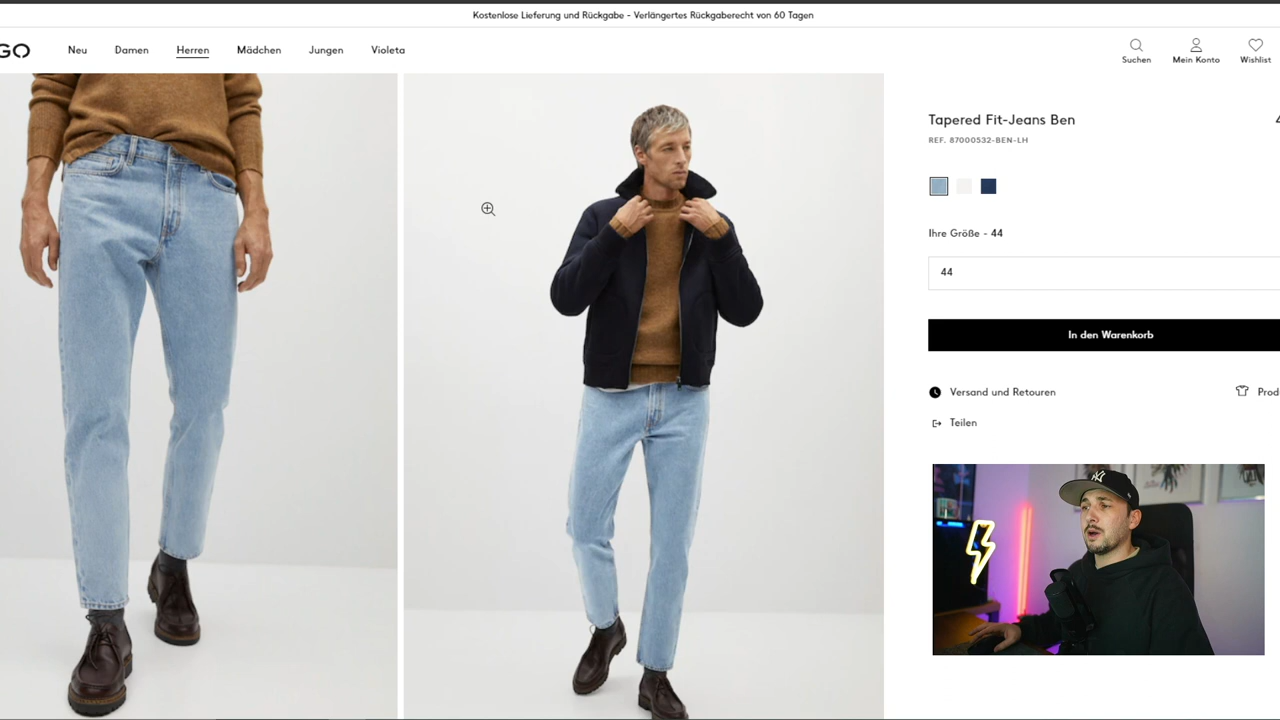 Kostenlose Lieferung und Rückgabe - Verlängertes Rückgaberecht von 60 Tagen
GO
Neu
Damen
Herren
Mädchen
Jungen
Violeta
Suchen
Mein Konto
Wishlist
Tapered Fit-Jeans Ben
4
REF. 87000532-BEN-LH
Ihre Größe - 44
44
In den Warenkorb
Versand und Retouren
Prod
Teilen
NY